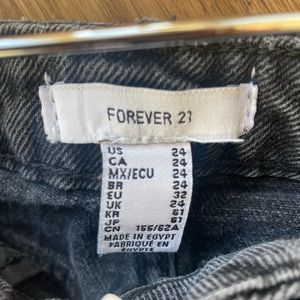 FOREVER 21
US 24
CA 24
MX/ECU 24
BR 24
EU 32
UK 24
KR 61
JP 61
CN 155/62A
MADE IN EGYPT
FABRIQUÉ EN